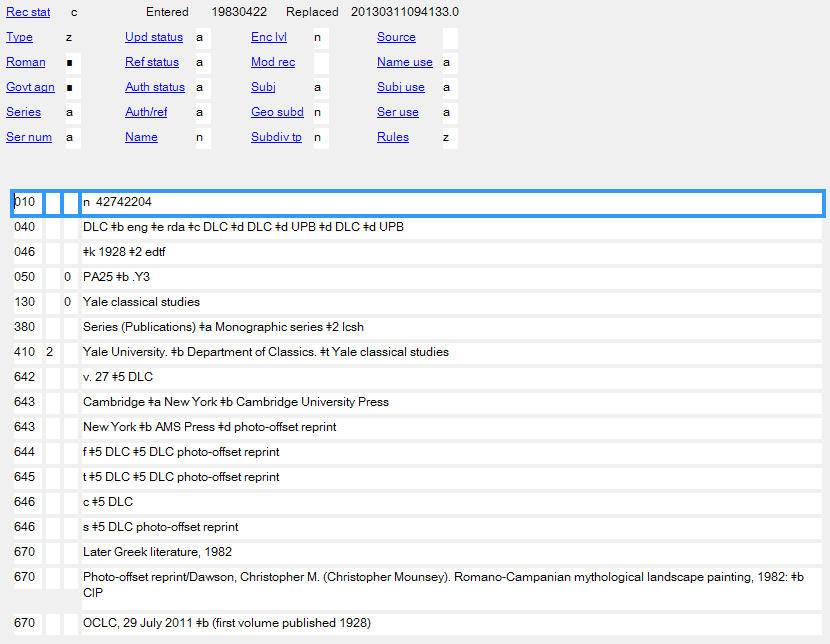 Rec stat c Entered 19830422 Replaced 20130311094133.0
Type z Upd status a Enc lvl n Source
Roman ■ Ref status a Mod rec Name use a
Govt agn ■ Auth status a Subj a Subj use a
Series a Auth/ref a Geo subd n Ser use a
Ser num a Name n Subdiv tp n Rules z
010 n 42742204
040 DLC ǂb eng ǂe rda ǂc DLC ǂd DLC ǂd UPB ǂd DLC ǂd UPB
046 ǂk 1928 ǂ2 edtf
050 0 PA25 ǂb .Y3
130 0 Yale classical studies
380 Series (Publications) ǂa Monographic series ǂ2 lcsh
410 2 Yale University. ǂb Department of Classics. ǂt Yale classical studies
642 v. 27 ǂ5 DLC
643 Cambridge ǂa New York ǂb Cambridge University Press
643 New York ǂb AMS Press ǂd photo-offset reprint
644 f ǂ5 DLC ǂ5 DLC photo-offset reprint
645 t ǂ5 DLC ǂ5 DLC photo-offset reprint
646 c ǂ5 DLC
646 s ǂ5 DLC photo-offset reprint
670 Later Greek literature, 1982
670 Photo-offset reprint/Dawson, Christopher M. (Christopher Mounsey). Romano-Campanian mythological landscape painting, 1982: ǂb
CIP
670 OCLC, 29 July 2011 ǂb (first volume published 1928)